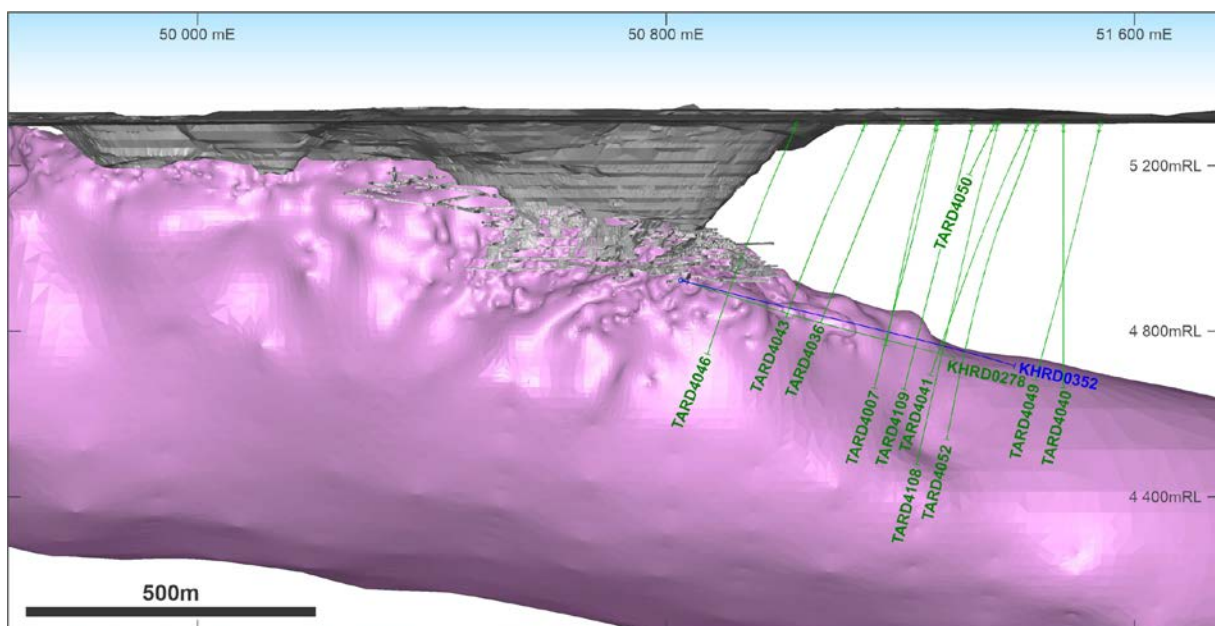 50 000 mE
50 800 mE
51 600 mE
5 200mRL
TARD4050
4 800mRL
TARD4046
TARD4043
TARD4036
TARD4007
TARD4109
TARD4041
KHRD0278
KHRD0352
TARD4049
TARD4040
TARD4108
TARD4052
4 400mRL
500m